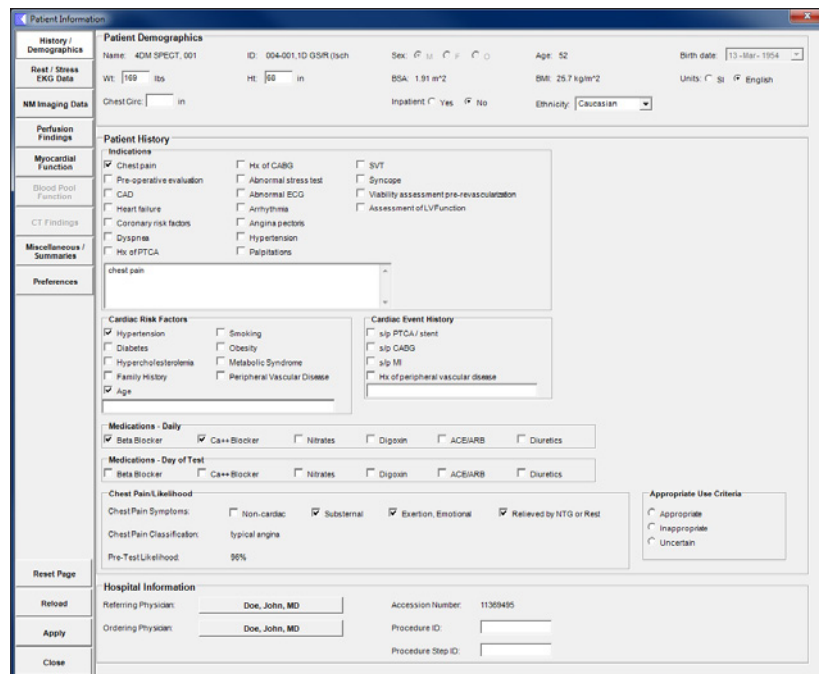 Patient Information
History / Demographics
Rest / Stress EKG Data
NM Imaging Data
Perfusion Findings
Myocardial Function
Blood Pool Function
CT Findings
Miscellaneous / Summaries
Preferences
Reset Page
Reload
Apply
Close
Patient Demographics
Name: 4DM SPECT, 001 ID: 004-001,1D GS/R (Isch Sex: M F O Age: 52 Birth date: 13 -Mar- 1954
Wt: 169 lbs Ht: 68 in BSA: 1.91 m^2 BMI: 25.7 kg/m^2 Units: SI English
Chest Circ: in Inpatient Yes No Ethnicity: Caucasian
Patient History
Indications
Chest pain Hx of CABG SVT
Pre-operative evaluation Abnormal stress test Syncope
CAD Abnormal ECG Viability assessment pre-revascularization
Heart failure Arrhythmia Assessment of LV Function
Coronary risk factors Angina pectoris
Dyspnea Hypertension
Hx of PTCA Palpitations
chest pain
Cardiac Risk Factors
Hypertension Smoking
Diabetes Obesity
Hypercholesterolemia Metabolic Syndrome
Family History Peripheral Vascular Disease
Age
Cardiac Event History
s/p PTCA / stent
s/p CABG
s/p MI
Hx of peripheral vascular disease
Medications - Daily
Beta Blocker Ca++ Blocker Nitrates Digoxin ACE/ARB Diuretics
Medications - Day of Test
Beta Blocker Ca++ Blocker Nitrates Digoxin ACE/ARB Diuretics
Chest Pain/Likelihood
Chest Pain Symptoms: Non-cardiac Substernal Exertion, Emotional Relieved by NTG or Rest
Chest Pain Classification: typical angina
Pre-Test Likelihood: 96%
Appropriate Use Criteria
Appropriate
Inappropriate
Uncertain
Hospital Information
Referring Physician: Doe, John, MD Accession Number: 11369495
Ordering Physician: Doe, John, MD Procedure ID:
Procedure Step ID: